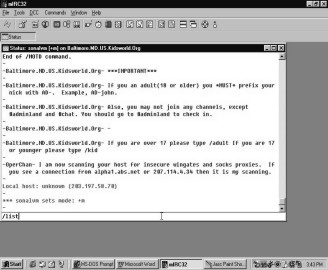 mIRC32
File Tools DCC Commands Window Help
Status
Status: sonalvm [+m] on Baltimore.MD.US.Kidsworld.Org
End of /MOTD command.
-
-Baltimore.MD.US.Kidsworld.Org- ***IMPORTANT***
-
-Baltimore.MD.US.Kidsworld.Org- If you an adult(18 or older) you *MUST* prefix your
nick with AD-. Example, AD-john.
-
-Baltimore.MD.US.Kidsworld.Org- Also, you may not join any channels, except
#adminland and #chat. You should go to #adminland to check in.
-
-Baltimore.MD.US.Kidsworld.Org- -
-
-Baltimore.MD.US.Kidsworld.Org- If you are over 17 please type /adult If you are 17
or younger please type /kid
-
-OperChan- I am now scanning your host for insecure wingates and socks proxies. If
you see a connection from alpha1.abs.net or 207.114.4.34 then it is my scanning.
-
Local host: unknown (203.197.58.78)
-
*** sonalvm sets mode: +m
/list
Start
MS-DOS Prompt
Microsoft Word
mIRC32
Jasc Paint Sho...
3:43 PM